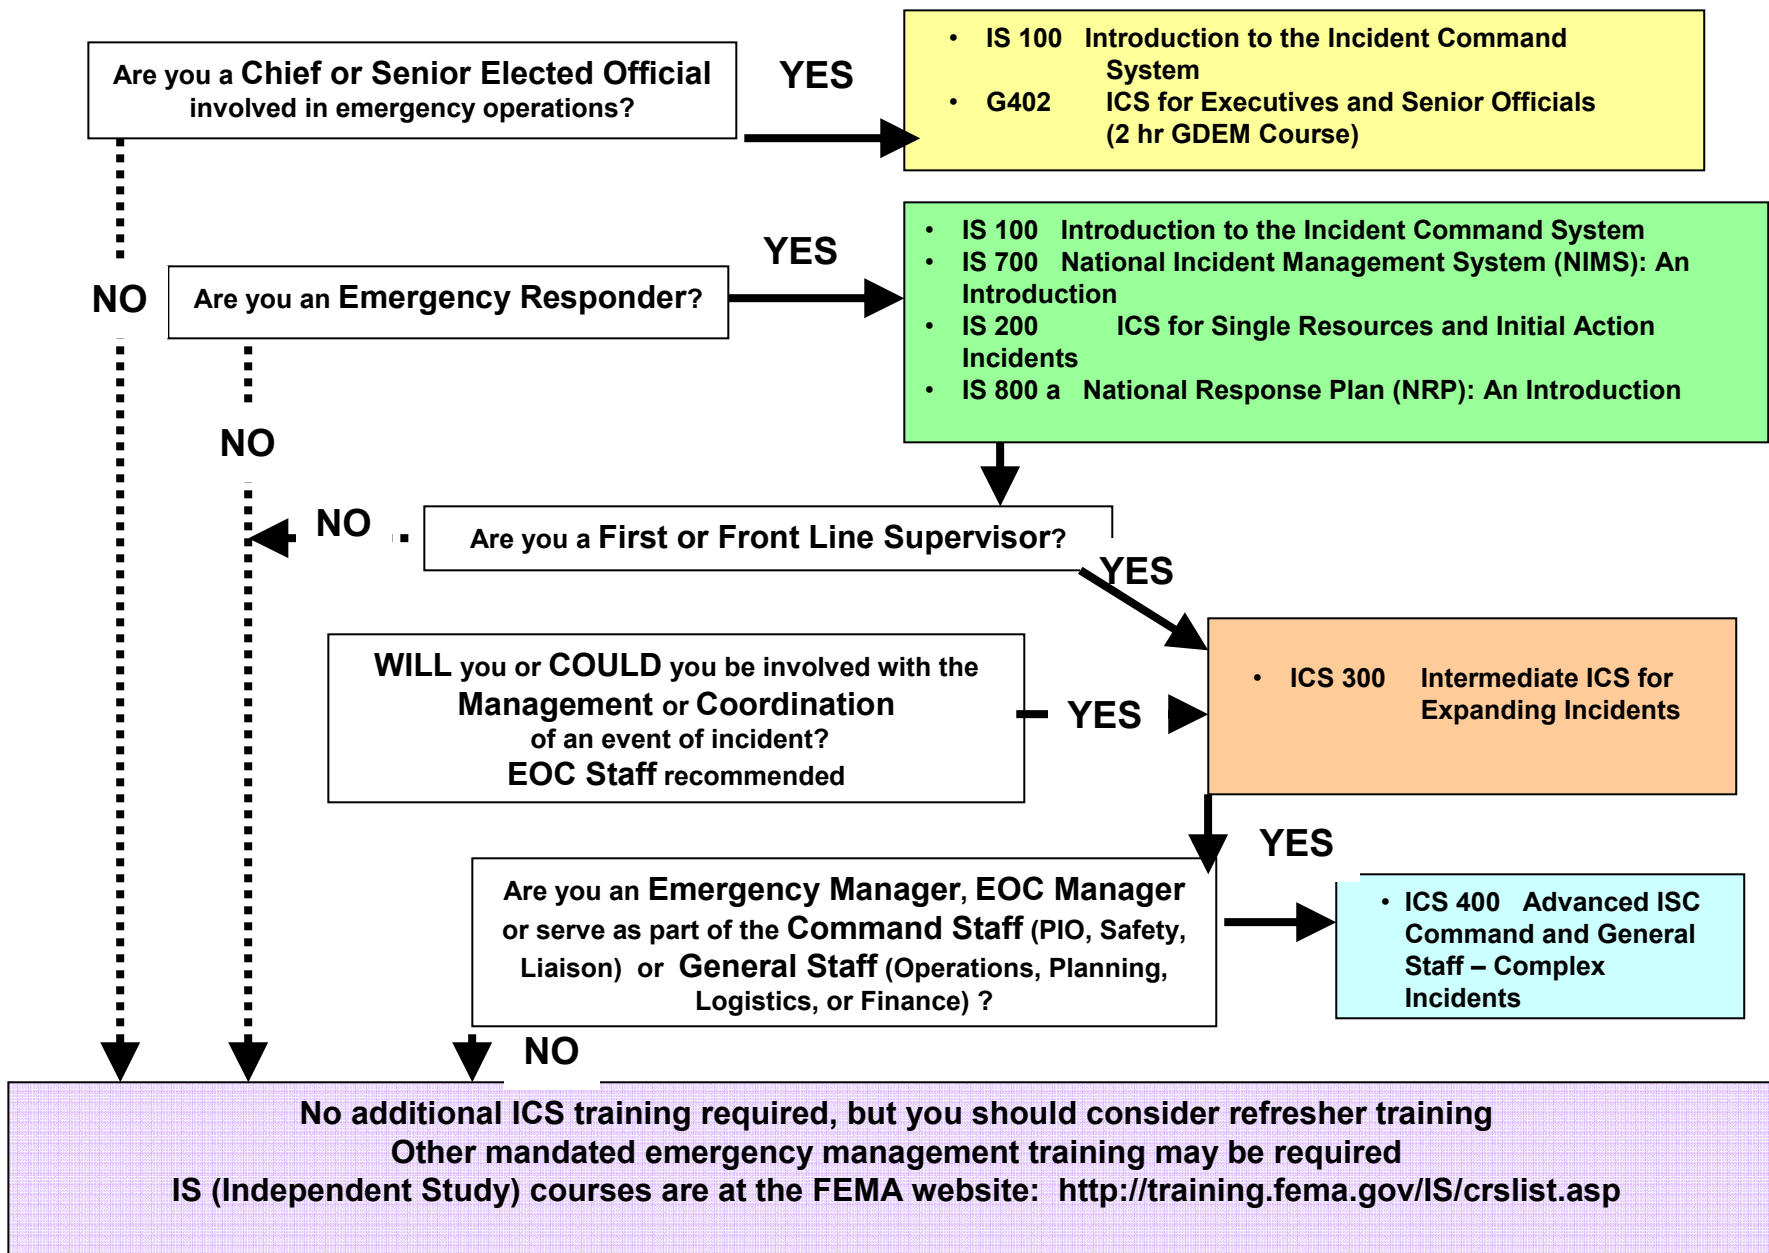 Are you a Chief or Senior Elected Official
involved in emergency operations?
YES
• IS 100 Introduction to the Incident Command
System
• G402 ICS for Executives and Senior Officials
(2 hr GDEM Course)
NO
Are you an Emergency Responder?
YES
• IS 100 Introduction to the Incident Command System
• IS 700 National Incident Management System (NIMS): An
Introduction
• IS 200 ICS for Single Resources and Initial Action
Incidents
• IS 800 a National Response Plan (NRP): An Introduction
NO
NO
Are you a First or Front Line Supervisor?
YES
WILL you or COULD you be involved with the
Management or Coordination
of an event of incident?
EOC Staff recommended
YES
• ICS 300 Intermediate ICS for
Expanding Incidents
Are you an Emergency Manager, EOC Manager
or serve as part of the Command Staff (PIO, Safety,
Liaison) or General Staff (Operations, Planning,
Logistics, or Finance) ?
YES
• ICS 400 Advanced ISC
Command and General
Staff – Complex
Incidents
NO
No additional ICS training required, but you should consider refresher training
Other mandated emergency management training may be required
IS (Independent Study) courses are at the FEMA website: http://training.fema.gov/IS/crslist.asp